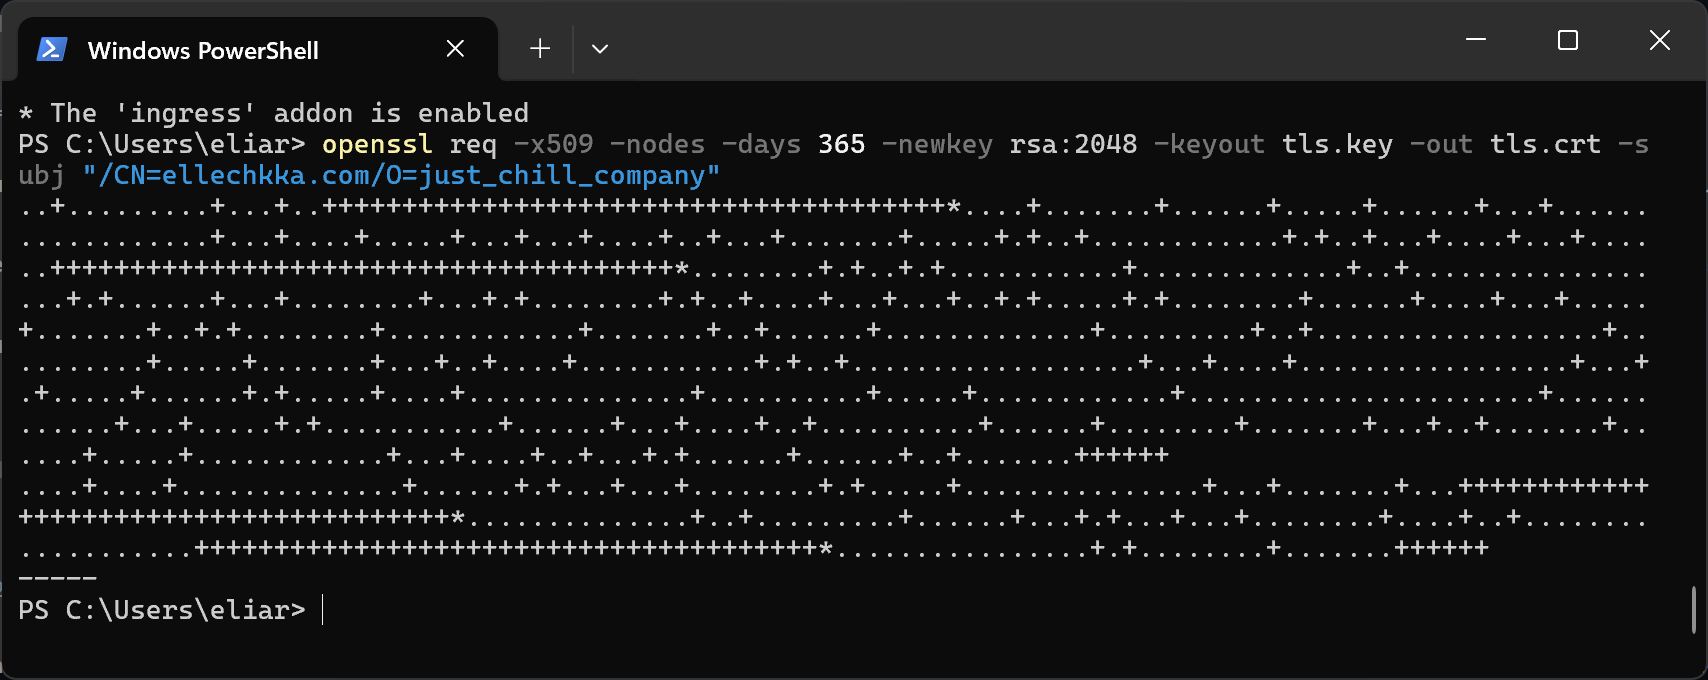 Windows PowerShell
* The 'ingress' addon is enabled
PS C:\Users\eliar> openssl req -x509 -nodes -days 365 -newkey rsa:2048 -keyout tls.key -out tls.crt -s
ubj "/CN=ellechkka.com/O=just_chill_company"
..+.........+...+..+++++++++++++++++++++++++++++++++++++++*....+.......+......+.....+......+...+......
............+...+....+.....+...+...+....+..+...+.......+.....+.+..+............+.+..+...+....+...+....
..+++++++++++++++++++++++++++++++++++++++*........+.+..+.+...........+.............+..+...............
...+.+......+...+........+...+.+........+.+..+....+...+...+..+.+.....+.+........+......+....+...+.....
+.......+..+.+........+............+.......+..+......+.............+.........+..+..................+..
........+.....+.......+...+..+....+...........+.+..+..................+...+....+.................+...+
.+.....+......+.+.....+....+..............+..........+.....+............+......................+......
......+...+.....+.+...........+......+...+....+..+..........+......+........+.......+...+..+.......+..
....+.....+............+...+....+..+...+.+......+......+..+.......++++++
....+....+..............+......+.+...+...+........+.+.....+...............+...+.......+...++++++++++++
+++++++++++++++++++++++++++*..............+..+.........+......+...+.+...+...+........+....+..+........
...........+++++++++++++++++++++++++++++++++++++++*................+.+........+.......++++++
-----
PS C:\Users\eliar>